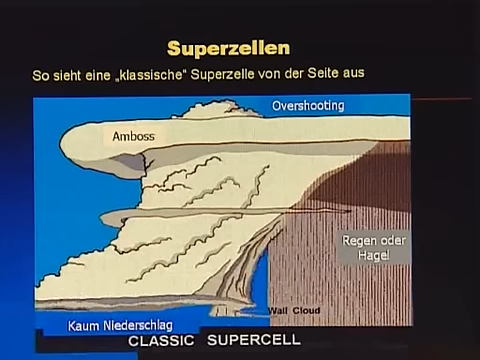 Superzellen
So sieht eine „klassische“ Superzelle von der Seite aus
Overshooting
Amboss
Regen oder
Hagel
Wall Cloud
Kaum Niederschlag
CLASSIC SUPERCELL